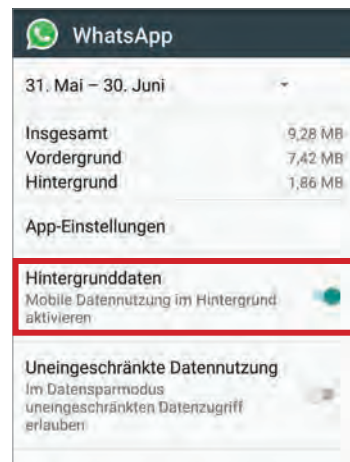 WhatsApp
31. Mai – 30. Juni
Insgesamt 9,28 MB
Vordergrund 7,42 MB
Hintergrund 1,86 MB
App-Einstellungen
Hintergrunddaten
Mobile Datennutzung im Hintergrund
aktivieren
Uneingeschränkte Datennutzung
Im Datensparmodus
uneingeschränkten Datenzugriff
erlauben